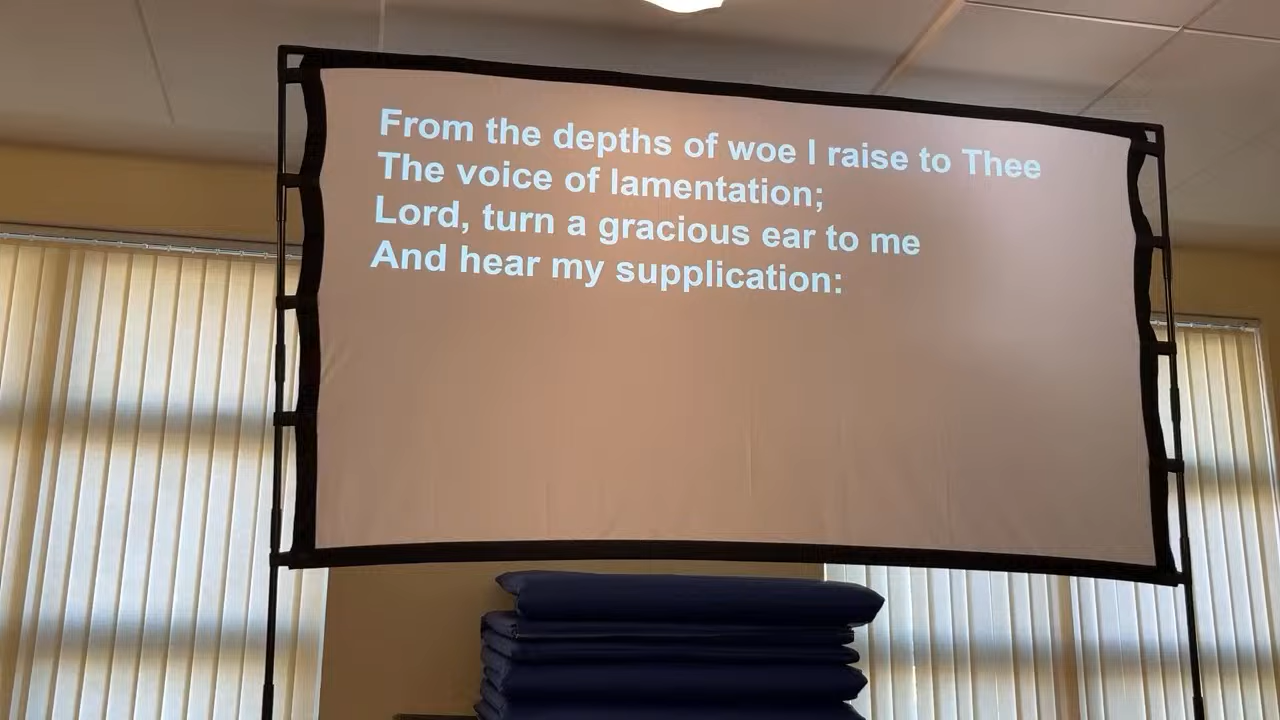 From the depths of woe I raise to Thee
The voice of lamentation;
Lord, turn a gracious ear to me
And hear my supplication: